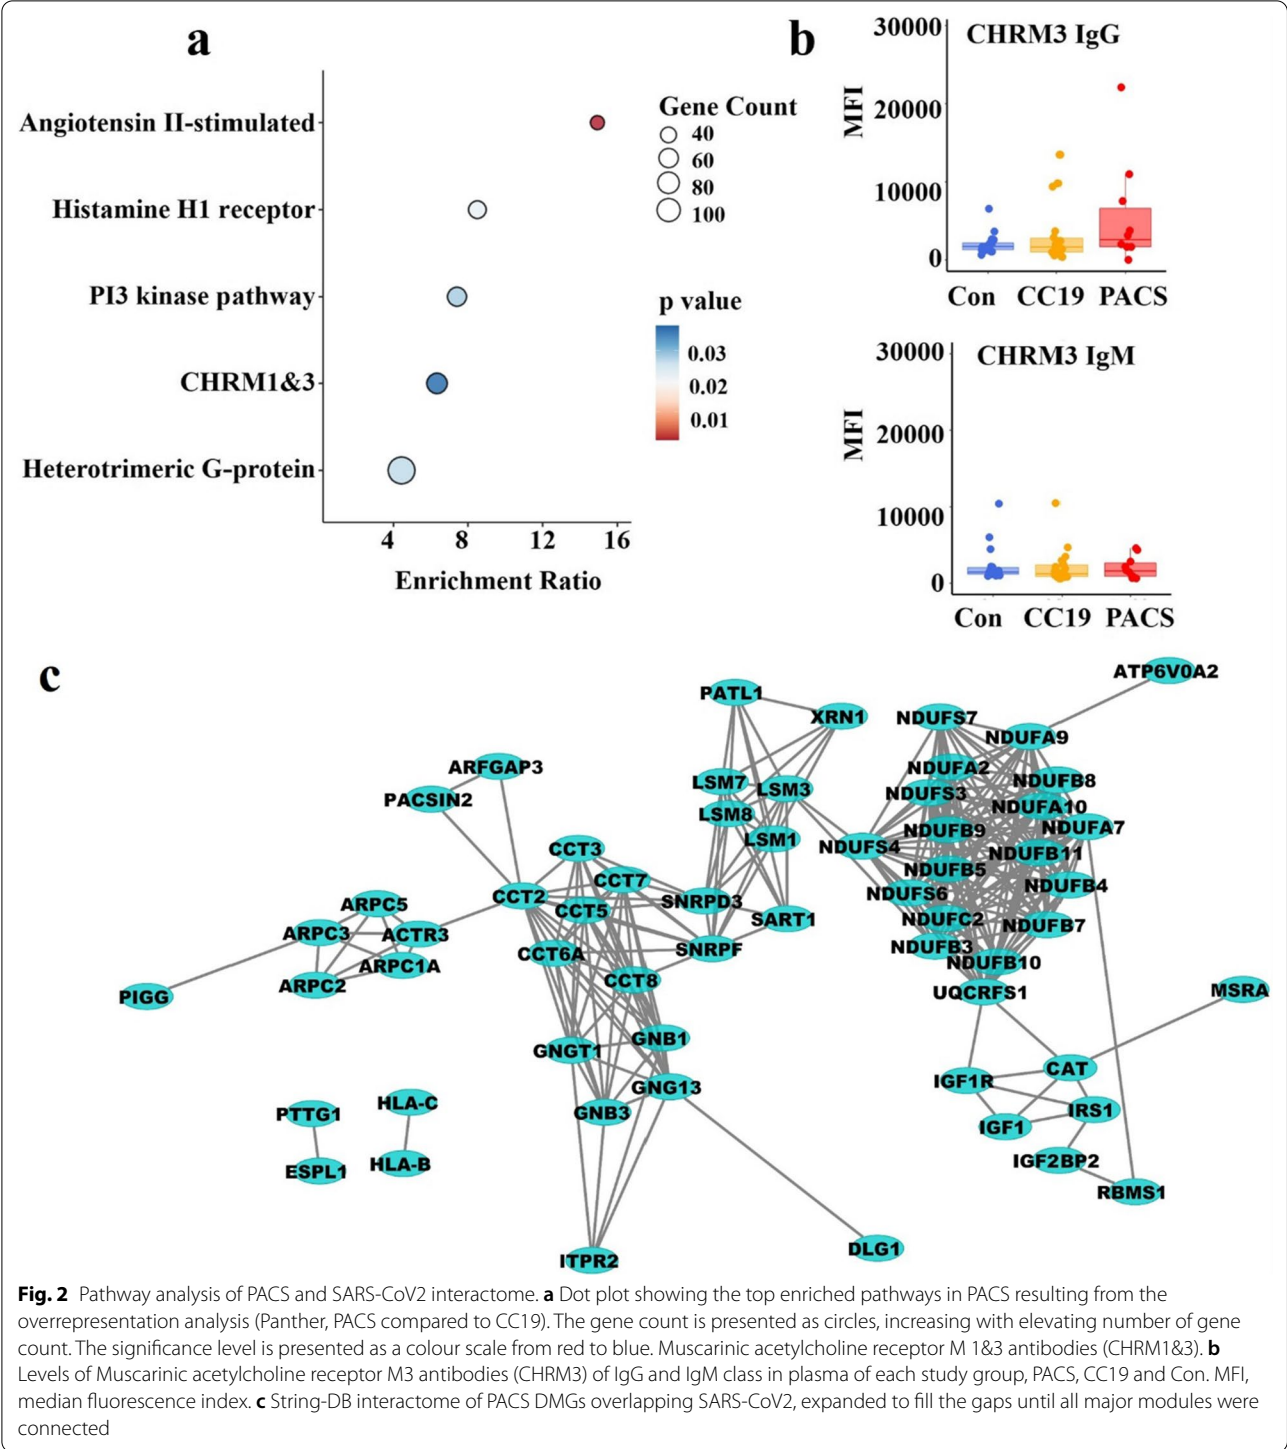 a
Angiotensin II-stimulated
Histamine H1 receptor
PI3 kinase pathway
CHRM1&3
Heterotrimeric G-protein
4 8 12 16
Enrichment Ratio
Gene Count
40
60
80
100
p value
0.03
0.02
0.01
b
CHRM3 IgG
MFI
30000
20000
10000
0
Con CC19 PACS
CHRM3 IgM
MFI
30000
20000
10000
0
Con CC19 PACS
c
ATP6V0A2
PATL1
XRN1
NDUFS7
NDUFA9
ARFGAP3
PACSIN2
LSM7
LSM3
NDUFA2
NDUFB8
NDUFS3
NDUFA10
LSM8
LSM1
NDUFB9
NDUFA7
CCT3
NDUFS4
NDUFB11
CCT7
NDUFB5
NDUFB4
CCT2
CCT5
SNRPD3
NDUFS6
ARPC5
SART1
NDUFC2
NDUFB7
ARPC3
ACTR3
CCT6A
SNRPF
NDUFB3
NDUFB10
ARPC1A
ARPC2
CCT8
PIGG
UQCRFS1
MSRA
GNGT1
GNB1
GNG13
GNB3
CAT
IGF1R
IRS1
IGF1
PTTG1
HLA-C
ESPL1
HLA-B
IGF2BP2
RBMS1
DLG1
ITPR2
Fig. 2 Pathway analysis of PACS and SARS-CoV2 interactome. a Dot plot showing the top enriched pathways in PACS resulting from the
overrepresentation analysis (Panther, PACS compared to CC19). The gene count is presented as circles, increasing with elevating number of gene
count. The significance level is presented as a colour scale from red to blue. Muscarinic acetylcholine receptor M 1&3 antibodies (CHRM1&3). b
Levels of Muscarinic acetylcholine receptor M3 antibodies (CHRM3) of IgG and IgM class in plasma of each study group, PACS, CC19 and Con. MFI,
median fluorescence index. c String-DB interactome of PACS DMGs overlapping SARS-CoV2, expanded to fill the gaps until all major modules were
connected